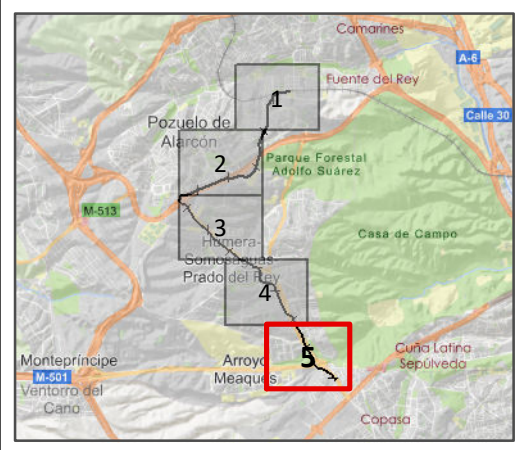 Camarines
A-6
Fuente del Rey
1
Calle 30
Pozuelo de
Alarcón
2
Parque Forestal
Adolfo Suárez
M-513
3
Casa de Campo
Húmera-
Somosaguas
Prado del Rey
4
Montepríncipe
Arroyo
Meaques
5
Cuña Latina
Sepúlveda
M-501
Ventorro del
Cano
Copasa